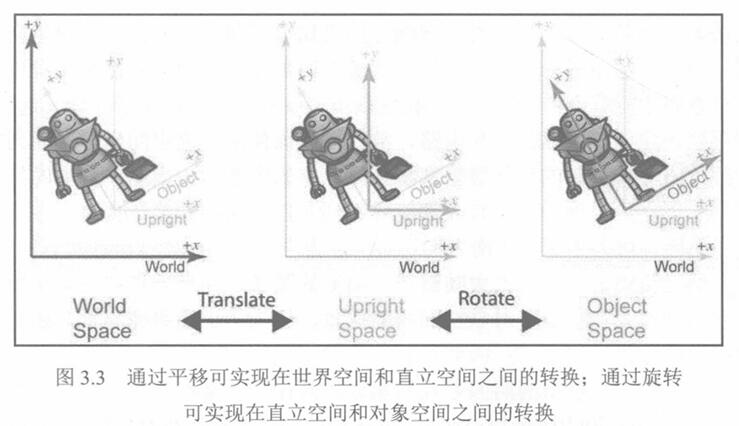 +y
+y
+x
Object
Upright
+x
World
+y
+x
Object
Upright
+x
World
+y
+x
Object
Upright
+x
World
World Space
Translate
Upright Space
Rotate
Object Space
图 3.3 通过平移可实现在世界空间和直立空间之间的转换；通过旋转
可实现在直立空间和对象空间之间的转换